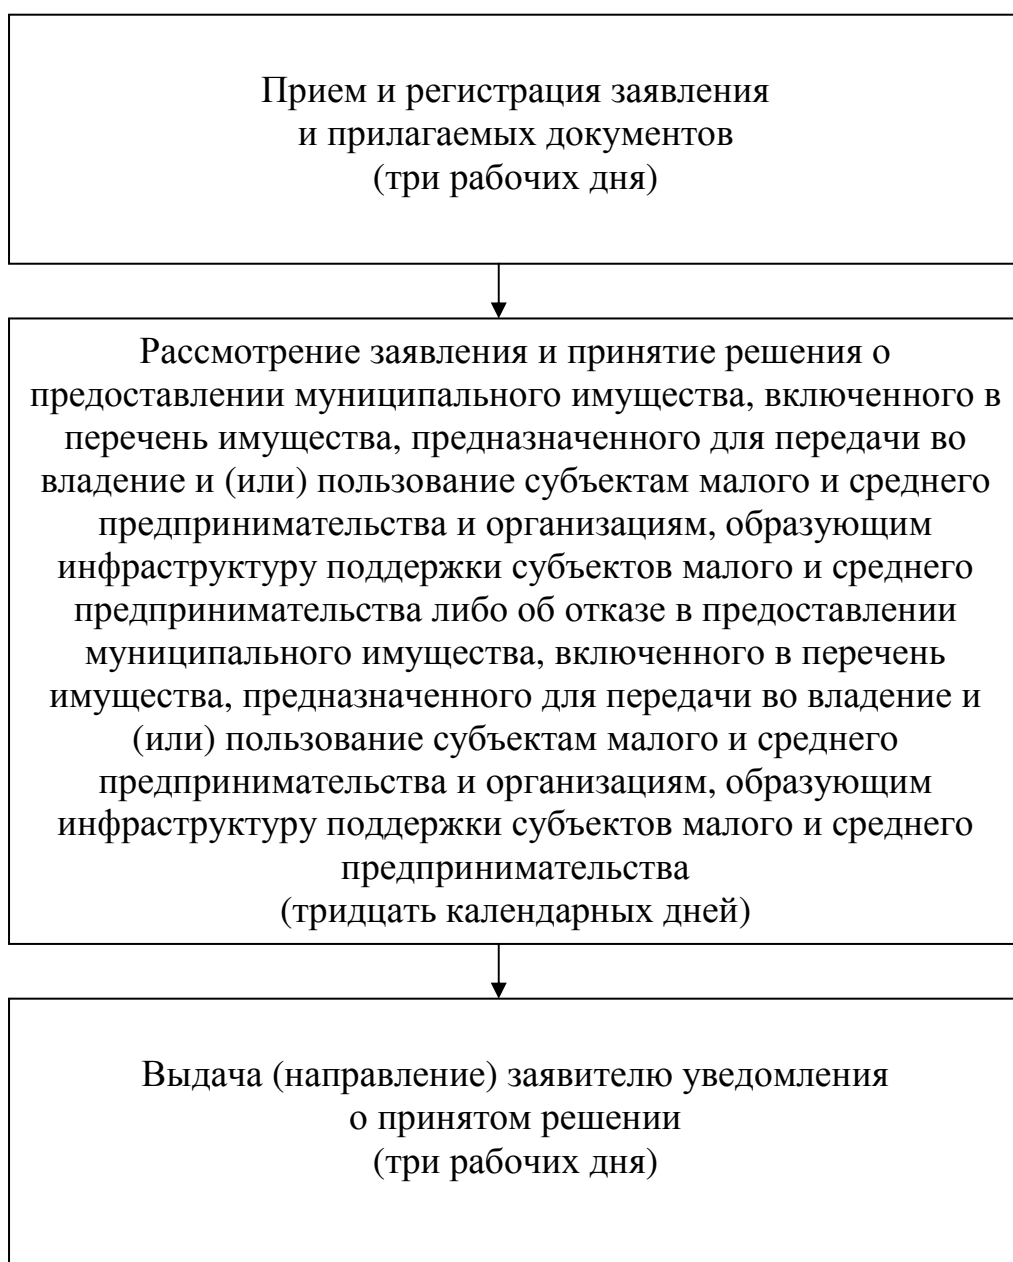 Прием и регистрация заявления
и прилагаемых документов
(три рабочих дня)
Рассмотрение заявления и принятие решения о
предоставлении муниципального имущества, включенного в
перечень имущества, предназначенного для передачи во
владение и (или) пользование субъектам малого и среднего
предпринимательства и организациям, образующим
инфраструктуру поддержки субъектов малого и среднего
предпринимательства либо об отказе в предоставлении
муниципального имущества, включенного в перечень
имущества, предназначенного для передачи во владение и
(или) пользование субъектам малого и среднего
предпринимательства и организациям, образующим
инфраструктуру поддержки субъектов малого и среднего
предпринимательства
(тридцать календарных дней)
Выдача (направление) заявителю уведомления
о принятом решении
(три рабочих дня)